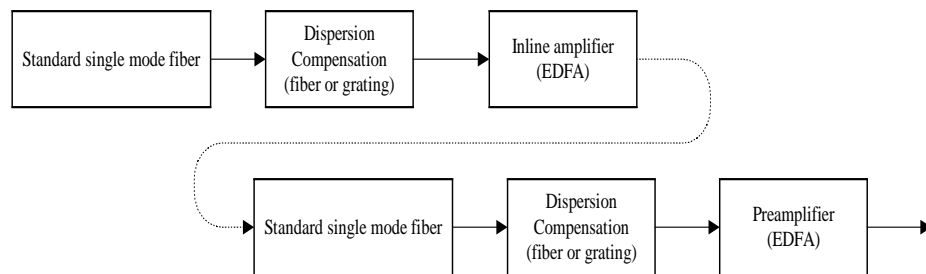 Standard single mode fiber
Dispersion
Compensation
(fiber or grating)
Inline amplifier
(EDFA)
Standard single mode fiber
Dispersion
Compensation
(fiber or grating)
Preamplifier
(EDFA)